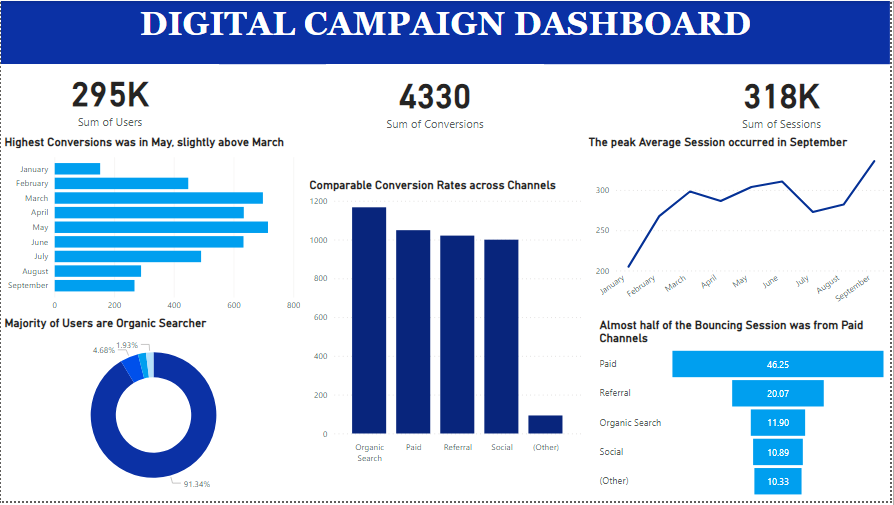 DIGITAL CAMPAIGN DASHBOARD
295K
Sum of Users
4330
Sum of Conversions
318K
Sum of Sessions
Highest Conversions was in May, slightly above March
January
February
March
April
May
June
July
August
September
0 200 400 600 800
Majority of Users are Organic Searcher
4.68%
1.93%
91.34%
Comparable Conversion Rates across Channels
1200
1000
800
600
400
200
0
Organic
Search
Paid
Referral
Social
(Other)
The peak Average Session occurred in September
300
250
200
January
February
March
April
May
June
July
August
September
Almost half of the Bouncing Session was from Paid
Channels
Paid 46.25
Referral 20.07
Organic Search 11.90
Social 10.89
(Other) 10.33